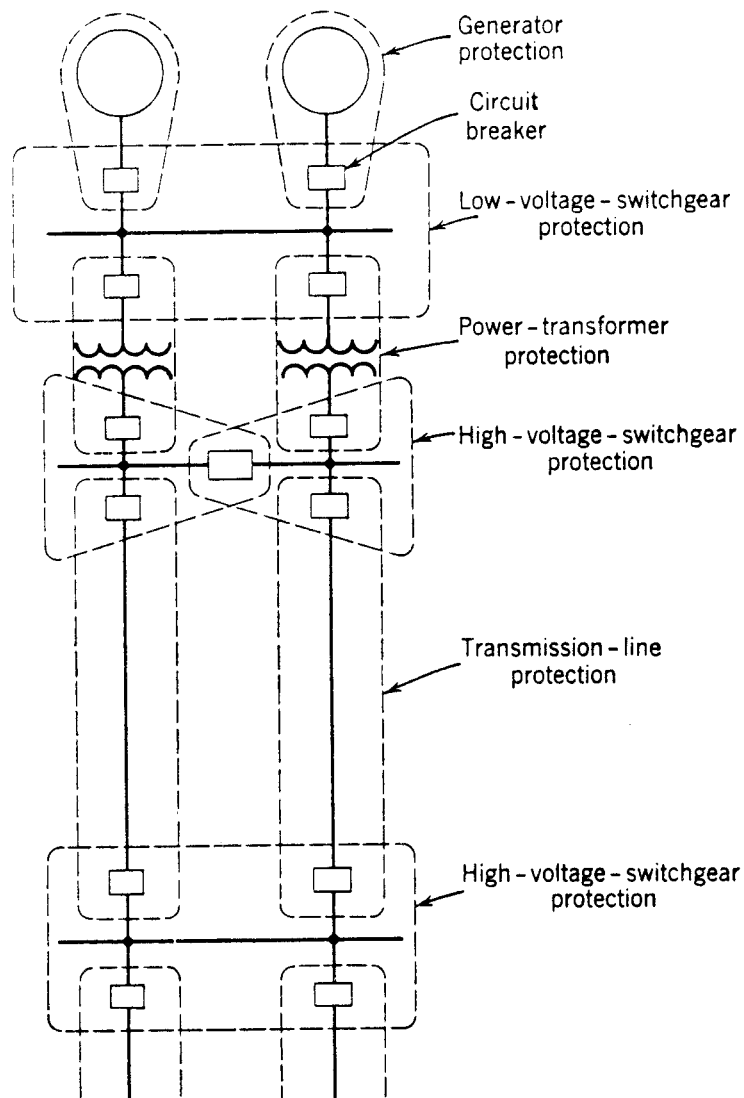 Generator
protection
Circuit
breaker
Low-voltage-switchgear
protection
Power-transformer
protection
High-voltage-switchgear
protection
Transmission-line
protection
High-voltage-switchgear
protection